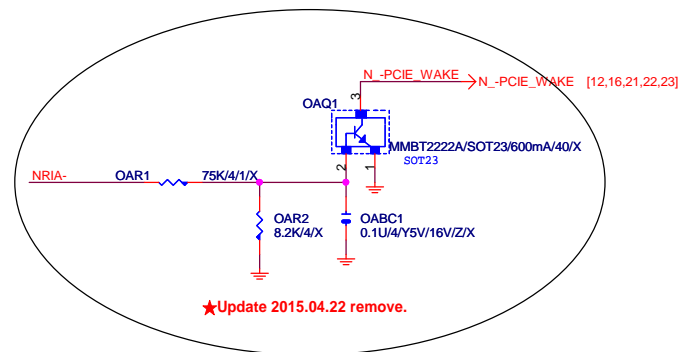 N_-PCIE_WAKE
N_-PCIE_WAKE [12,16,21,22,23]
3
OAQ1
MMBT2222A/SOT23/600mA/40/X
SOT23
2
1
NRIA-
OAR1
75K/4/1/X
OAR2
8.2K/4/X
OABC1
0.1U/4/Y5V/16V/Z/X
★Update 2015.04.22 remove.